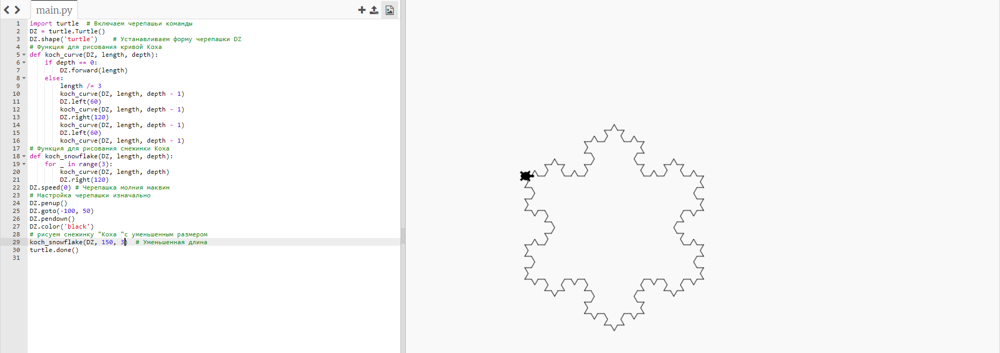 main.py
1 import turtle  # Включаем черепашьи команды
2 DZ = turtle.Turtle()
3 DZ.shape('turtle')    # Устанавливаем форму черепашки DZ
4 # Функция для рисования кривой Коха
5 def koch_curve(DZ, length, depth):
6     if depth == 0:
7         DZ.forward(length)
8     else:
9         length /= 3
10         koch_curve(DZ, length, depth - 1)
11         DZ.left(60)
12         koch_curve(DZ, length, depth - 1)
13         DZ.right(120)
14         koch_curve(DZ, length, depth - 1)
15         DZ.left(60)
16         koch_curve(DZ, length, depth - 1)
17 # Функция для рисования снежинки Коха
18 def koch_snowflake(DZ, length, depth):
19     for _ in range(3):
20         koch_curve(DZ, length, depth)
21         DZ.right(120)
22 DZ.speed(0) # Черепашка молния маквин
23 # Настройка черепашки изначально
24 DZ.penup()
25 DZ.goto(-100, 50)
26 DZ.pendown()
27 DZ.color('black')
28 # рисуем снежинку "Коха "с уменьшенным размером
29 koch_snowflake(DZ, 150, 3)  # Уменьшенная длина
30 turtle.done()
31